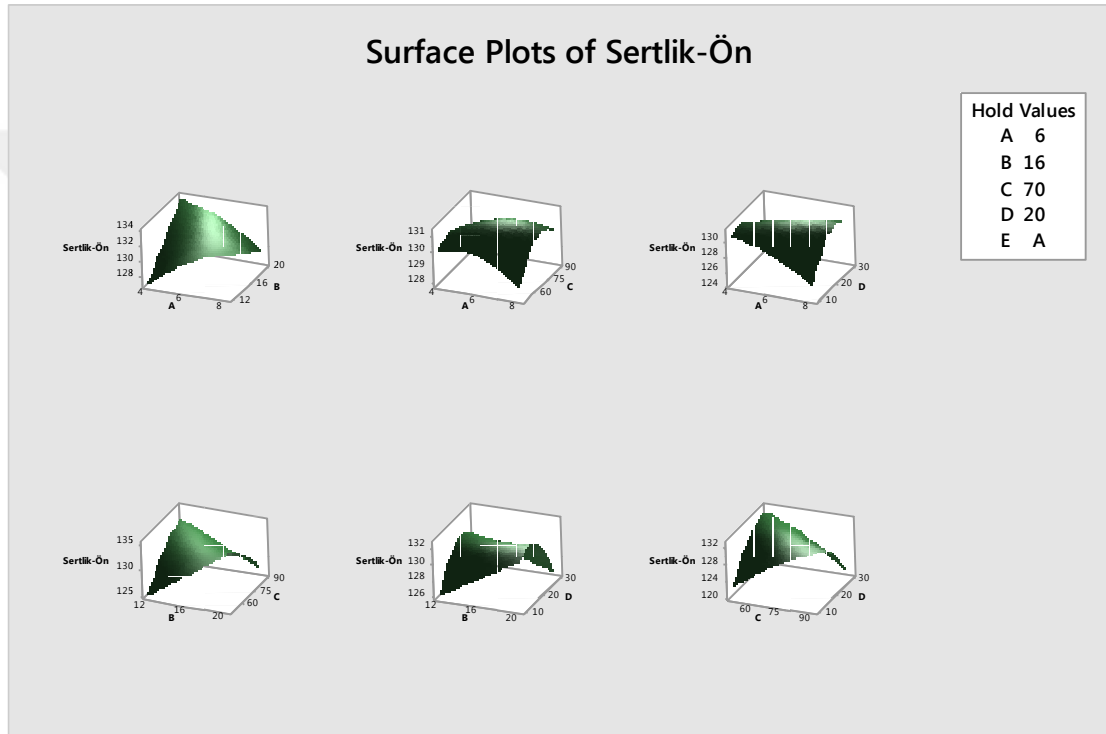 Surface Plots of Sertlik-Ön
Hold Values
A 6
B 16
C 70
D 20
E A
134
132
130
128
Sertlik-Ön
4
6
8
A
12
16
20
B
131
130
129
128
Sertlik-Ön
4
6
8
A
60
75
90
C
130
128
126
124
Sertlik-Ön
4
6
8
A
10
20
30
D
135
130
125
Sertlik-Ön
12
16
20
B
60
75
90
C
132
130
128
126
Sertlik-Ön
12
16
20
B
10
20
30
D
132
128
124
120
Sertlik-Ön
60
75
90
C
10
20
30
D